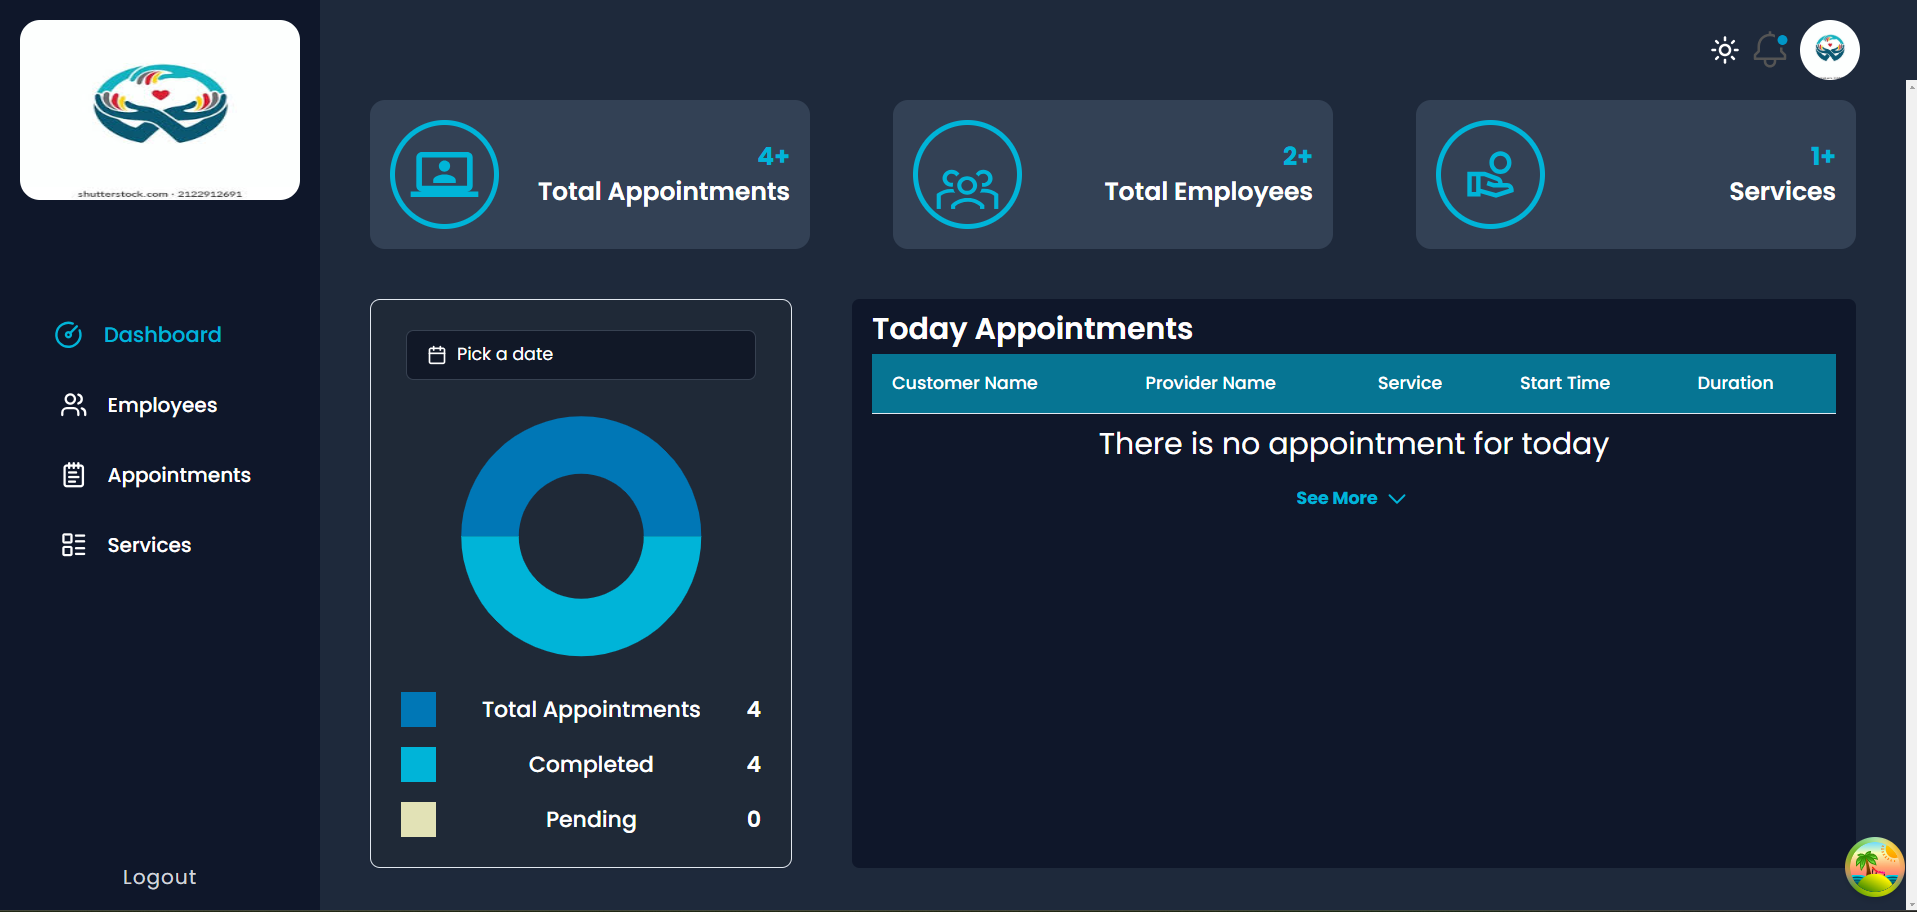 shutterstock.com · 2122912691
Dashboard
Employees
Appointments
Services
Logout
4+
Total Appointments
2+
Total Employees
1+
Services
Pick a date
Total Appointments 4
Completed 4
Pending 0
Today Appointments
Customer Name Provider Name Service Start Time Duration
There is no appointment for today
See More